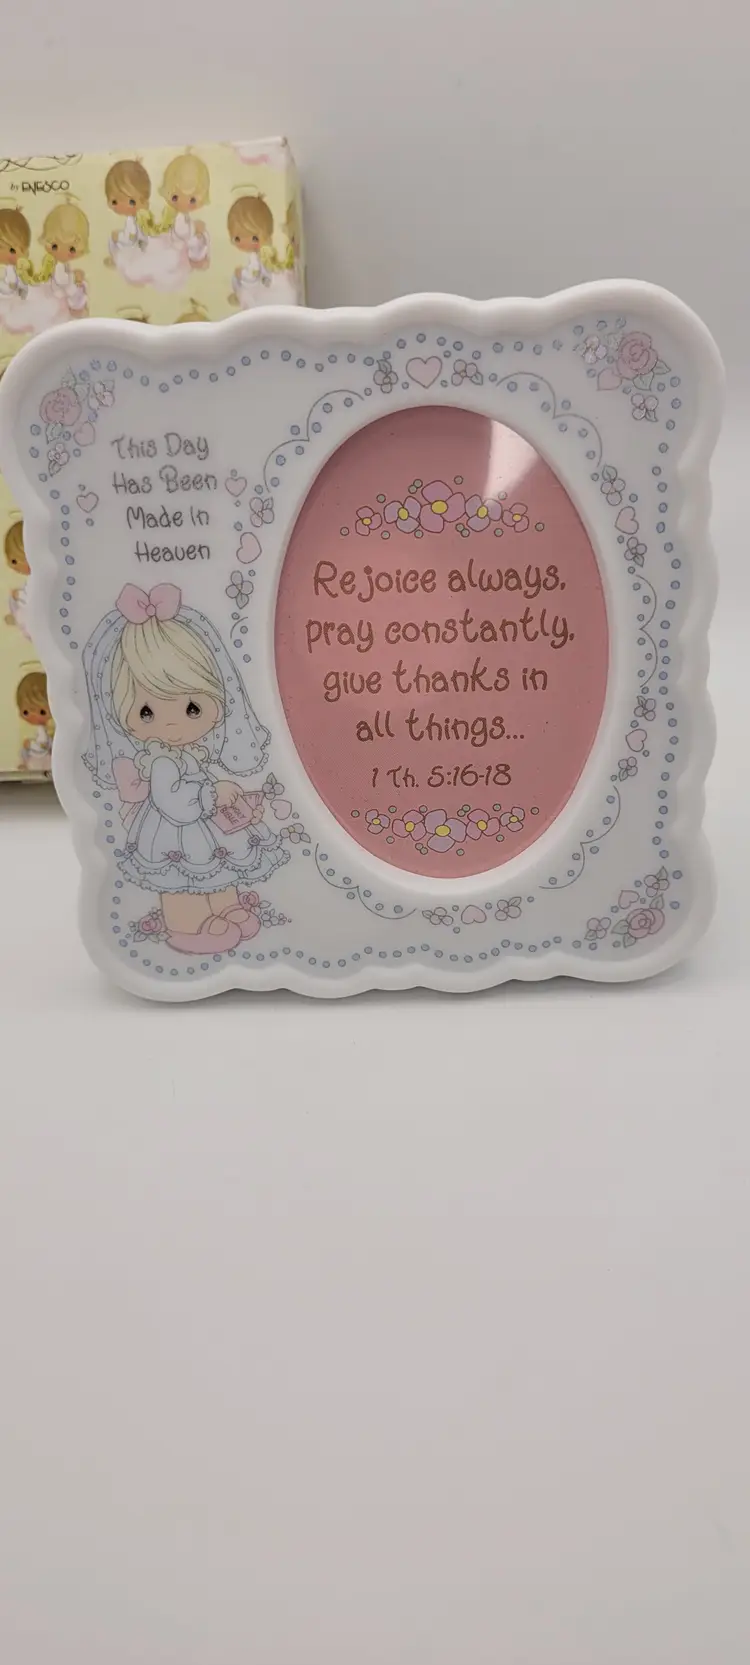 by ENESCO
This Day
Has Been
Made In
Heaven
Rejoice always,
pray constantly,
give thanks in
all things...
1 Th. 5:16-18